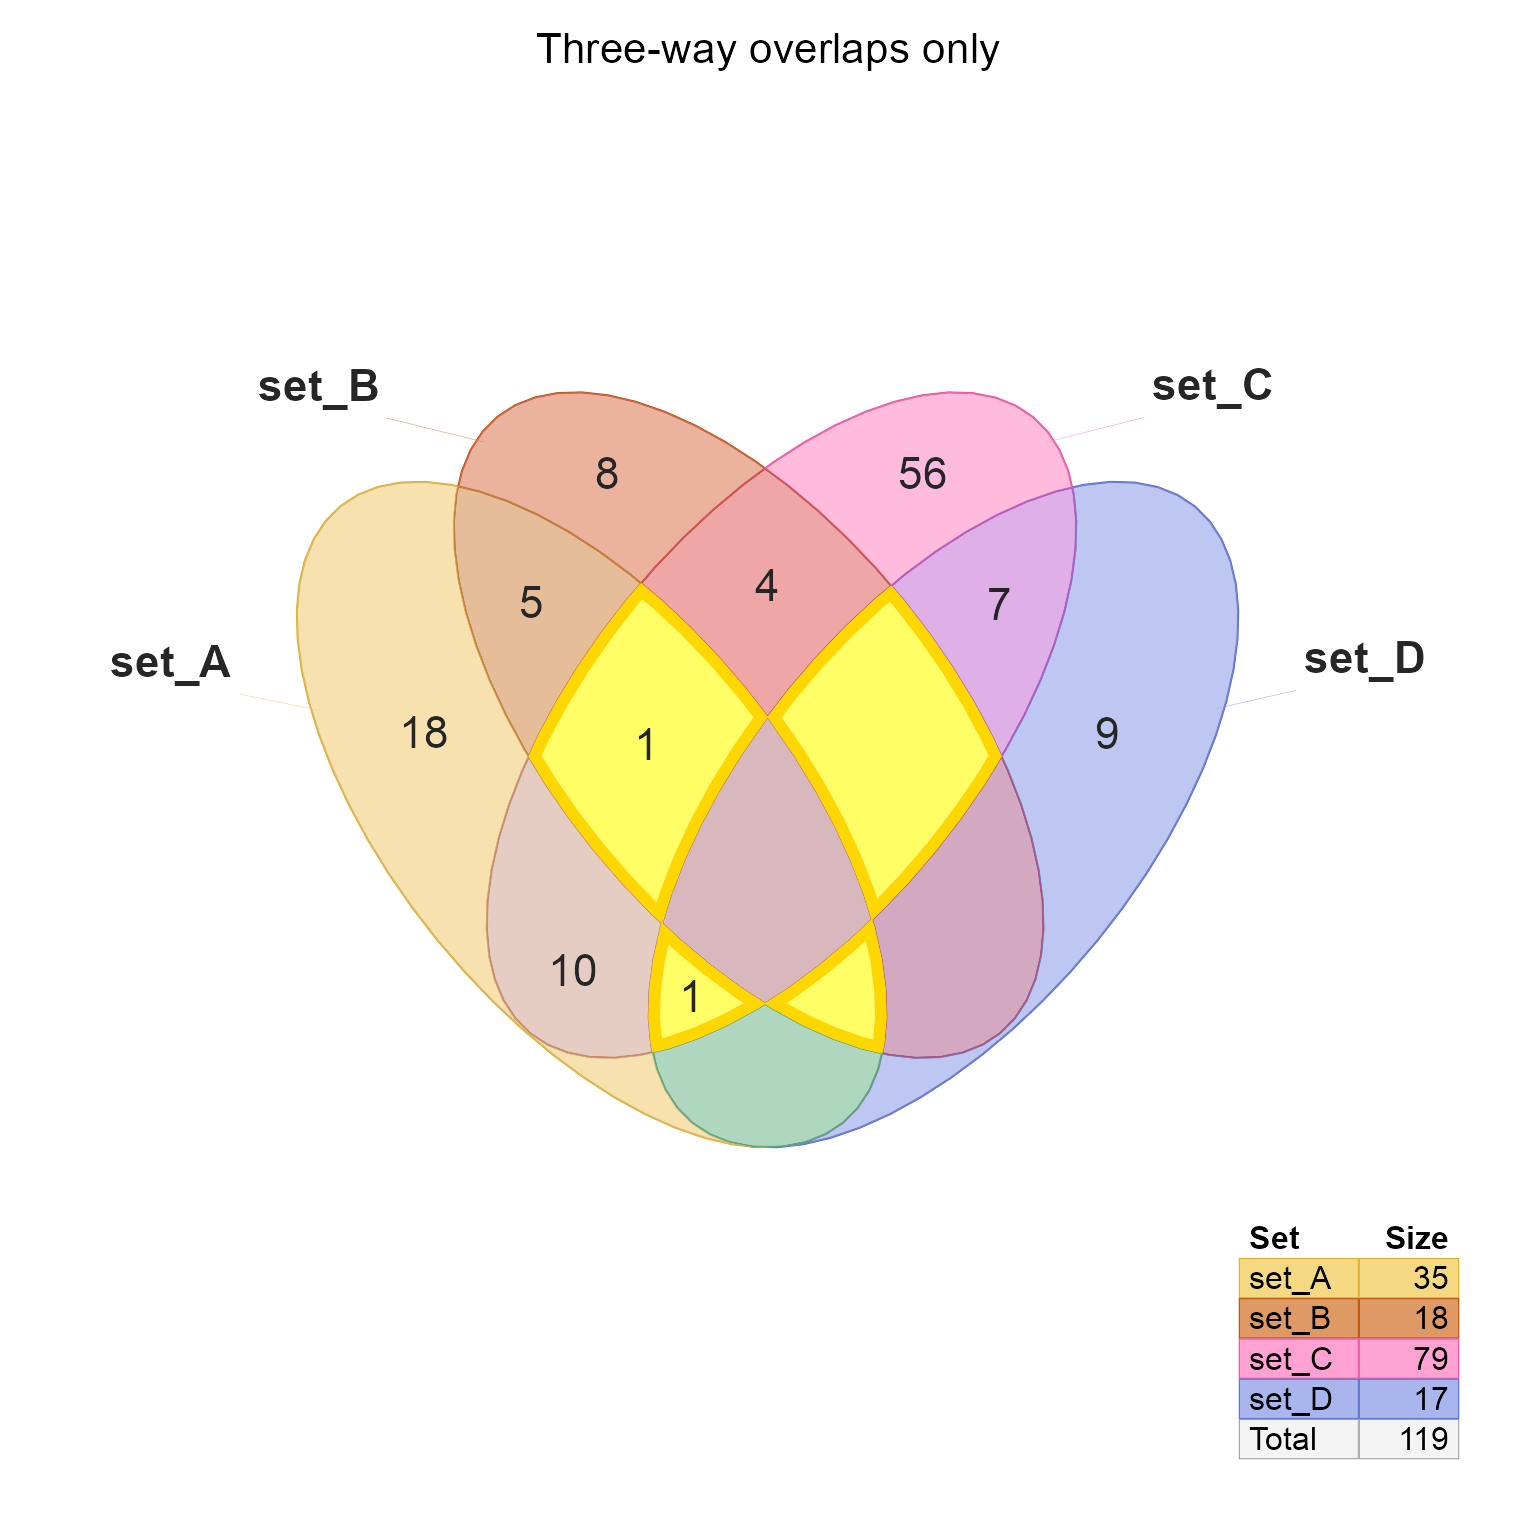 Three-way overlaps only
set_B
set_C
8
56
5
4
7
set_A
set_D
18
1
9
10
1
Set Size
set_A 35
set_B 18
set_C 79
set_D 17
Total 119